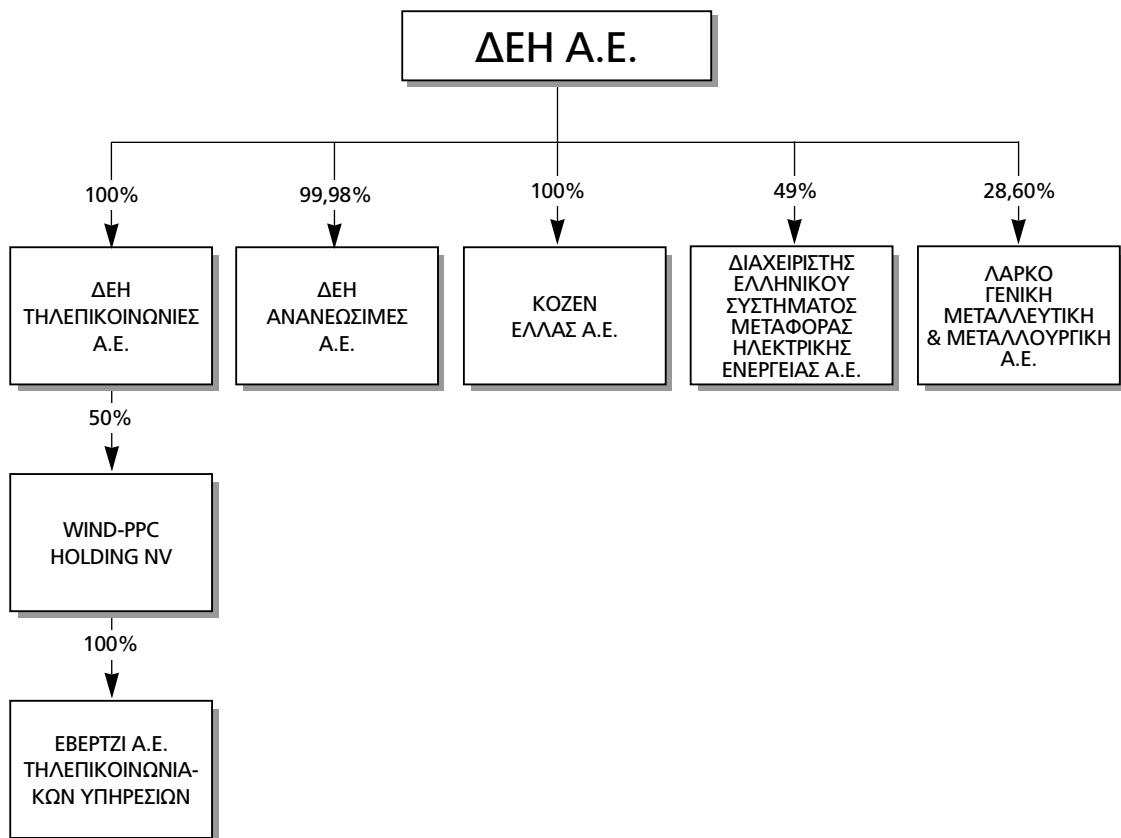 ΔΕΗ Α.Ε.
100%
99,98%
100%
49%
28,60%
ΔΕΗ
ΤΗΛΕΠΙΚΟΙΝΩΝΙΕΣ
Α.Ε.
ΔΕΗ
ΑΝΑΝΕΩΣΙΜΕΣ
Α.Ε.
ΚΟΖΕΝ
ΕΛΛΑΣ Α.Ε.
ΔΙΑΧΕΙΡΙΣΤΗΣ
ΕΛΛΗΝΙΚΟΥ
ΣΥΣΤΗΜΑΤΟΣ
ΜΕΤΑΦΟΡΑΣ
ΗΛΕΚΤΡΙΚΗΣ
ΕΝΕΡΓΕΙΑΣ Α.Ε.
ΛΑΡΚΟ
ΓΕΝΙΚΗ
ΜΕΤΑΛΛΕΥΤΙΚΗ
& ΜΕΤΑΛΛΟΥΡΓΙΚΗ
Α.Ε.
50%
WIND-PPC
HOLDING NV
100%
ΕΒΕΡΤΖΙ Α.Ε.
ΤΗΛΕΠΙΚΟΙΝΩΝΙΑ-
ΚΩΝ ΥΠΗΡΕΣΙΩΝ